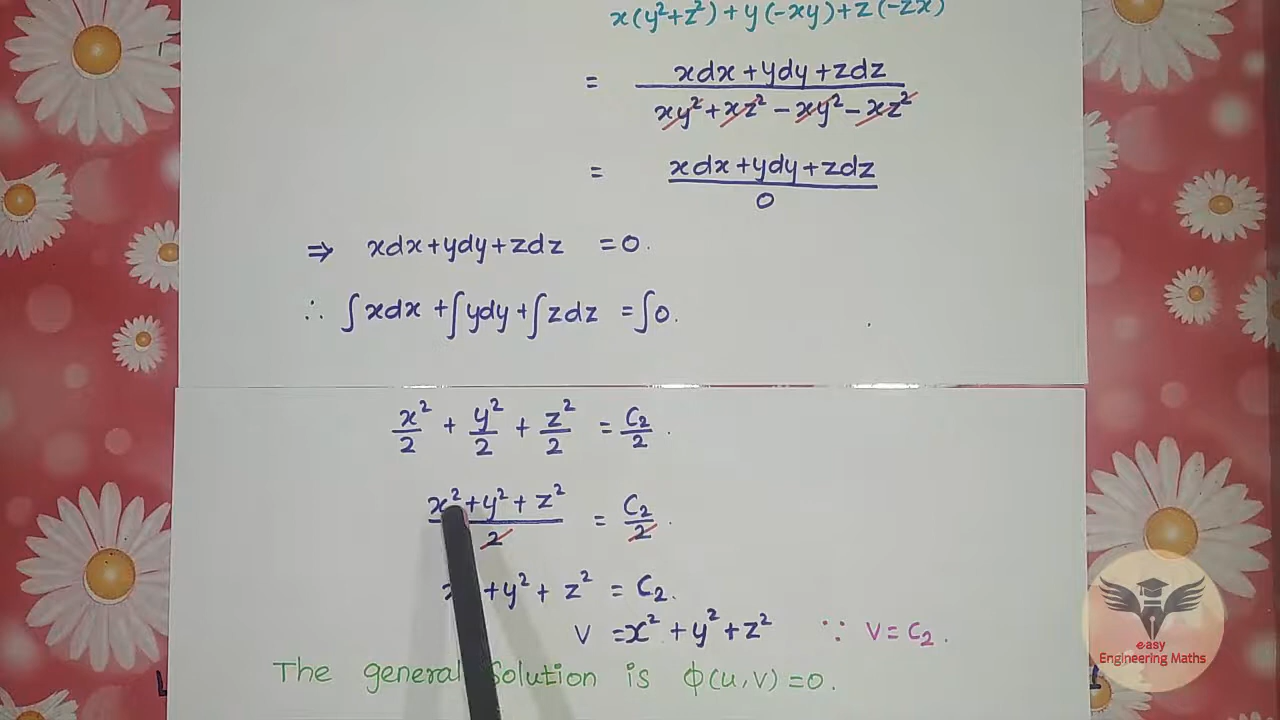 x(y²+z²)+y(-xy)+z(-zx)
= xdx+ydy+zdz / xy²+xz²-xy²-xz²
= xdx+ydy+zdz / 0
⇒ xdx+ydy+zdz = 0.
∴ ∫xdx+∫ydy+∫zdz = ∫0.
x²/2 + y²/2 + z²/2 = C₂/2.
x²+y²+z²/2 = C₂/2.
+y²+z² = C₂.
V = x²+y²+z² ∵ V=C₂.
The general Solution is Φ(u,v)=0.
easy
Engineering Maths